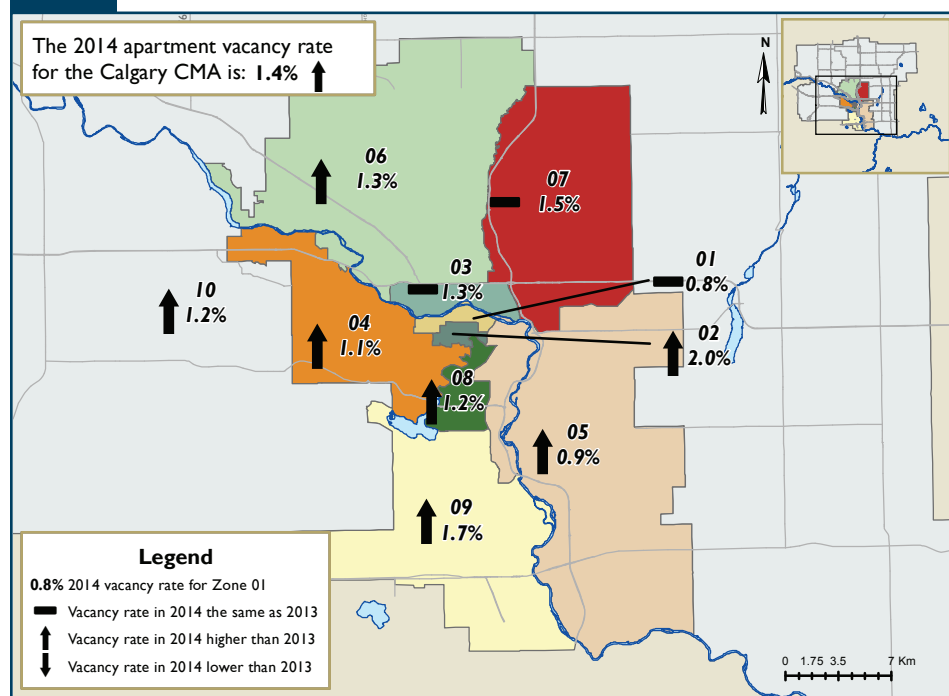 The 2014 apartment vacancy rate
for the Calgary CMA is: 1.4%
N
06
1.3%
07
1.5%
03
1.3%
01
0.8%
10
1.2%
04
1.1%
02
2.0%
08
1.2%
05
0.9%
09
1.7%
Legend
0.8% 2014 vacancy rate for Zone 01
Vacancy rate in 2014 the same as 2013
Vacancy rate in 2014 higher than 2013
Vacancy rate in 2014 lower than 2013
0 1.75 3.5 7 Km